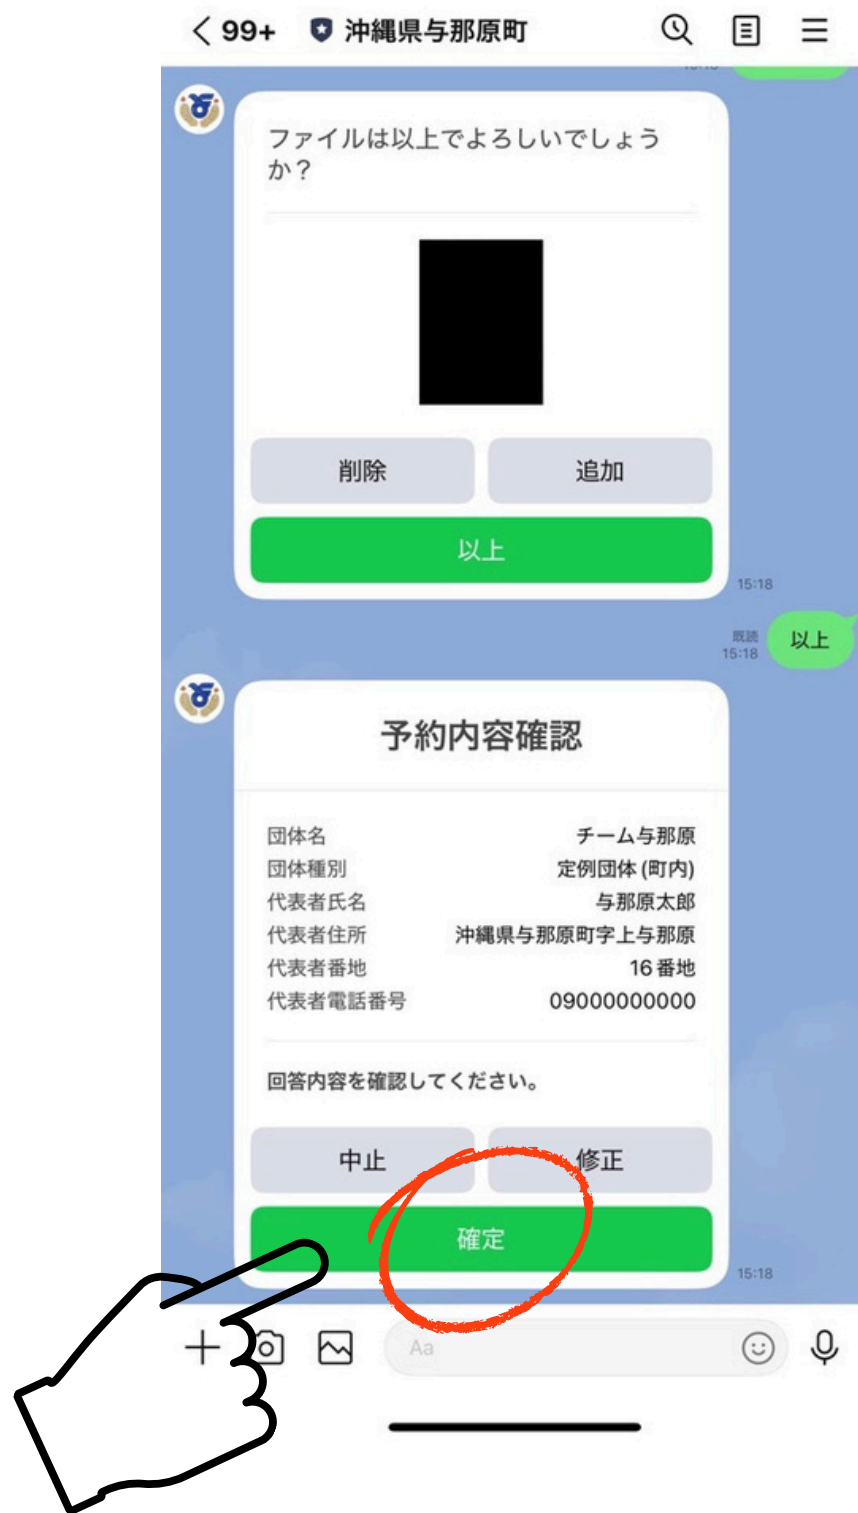 99+ 沖縄県与那原町
ファイルは以上でよろしいでしょう
か？
削除 追加
以上
15:18
既読
15:18
以上
予約内容確認
団体名 チーム与那原
団体種別 定例団体 (町内)
代表者氏名 与那原太郎
代表者住所 沖縄県与那原町字上与那原
代表者番地 16番地
代表者電話番号 09000000000
回答内容を確認してください。
中止 修正
確定
15:18
Aa